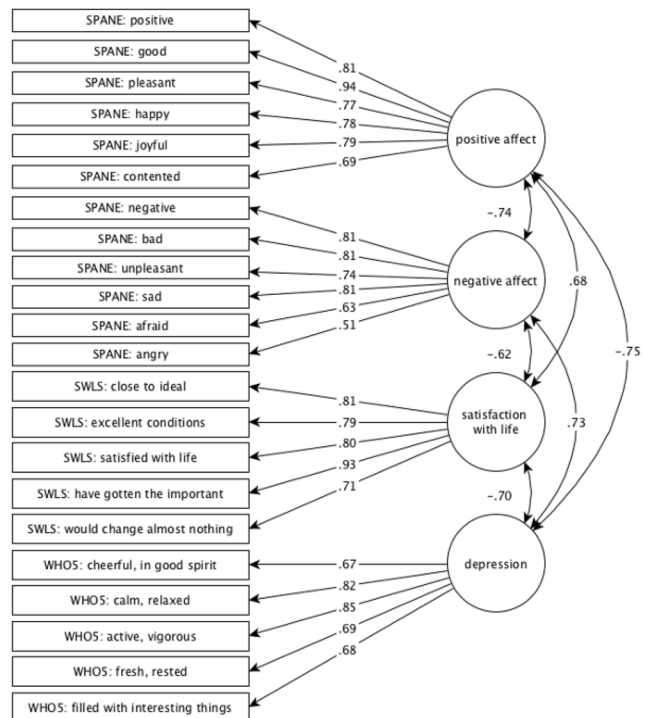 SPANE: positive
SPANE: good
SPANE: pleasant
SPANE: happy
SPANE: joyful
SPANE: contented
SPANE: negative
SPANE: bad
SPANE: unpleasant
SPANE: sad
SPANE: afraid
SPANE: angry
SWLS: close to ideal
SWLS: excellent conditions
SWLS: satisfied with life
SWLS: have gotten the important
SWLS: would change almost nothing
WHO5: cheerful, in good spirit
WHO5: calm, relaxed
WHO5: active, vigorous
WHO5: fresh, rested
WHO5: filled with interesting things
.81
.94
.77
.78
.79
.69
.81
.81
.74
.81
.63
.51
.81
.79
.80
.93
.71
.67
.82
.85
.69
.68
positive affect
negative affect
satisfaction
with life
depression
-.74
-.62
-.70
.68
.73
-.75